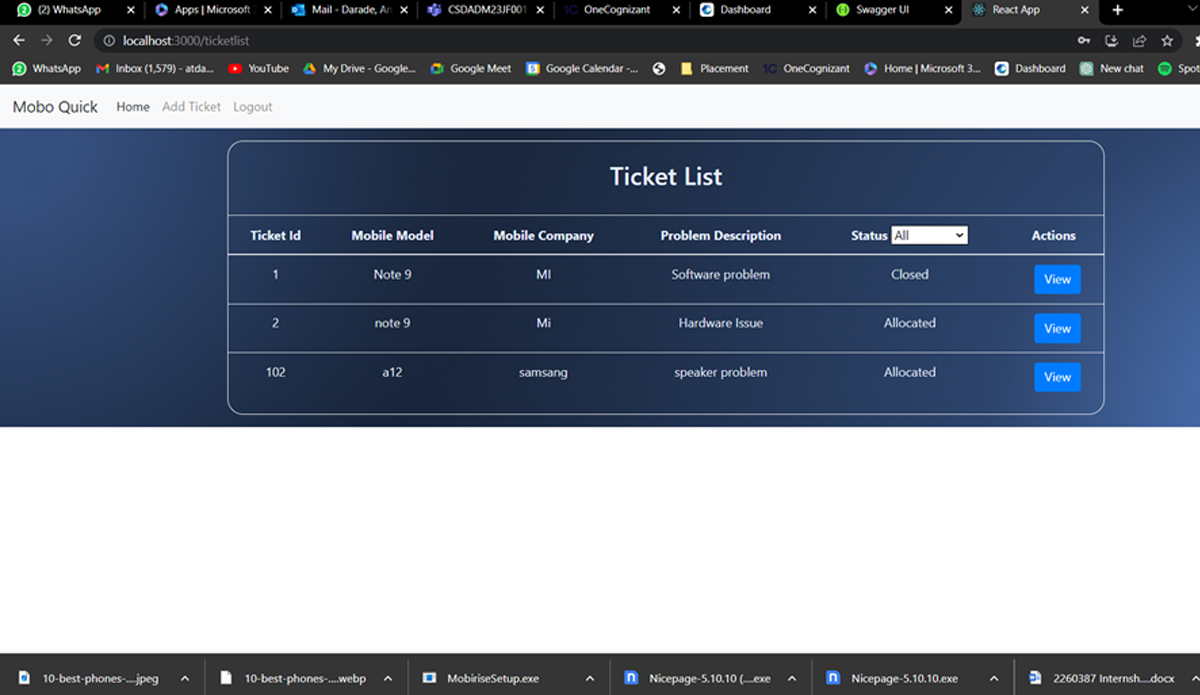 (2) WhatsApp Apps | Microsoft Mail - Darade, An CSDADM23JF001 OneCognizant Dashboard Swagger UI React App
localhost:3000/ticketlist
WhatsApp Inbox (1,579) - atda... YouTube My Drive - Google... Google Meet Google Calendar -... Placement OneCognizant Home | Microsoft 3... Dashboard New chat Spot
Mobo Quick Home Add Ticket Logout
Ticket List
Ticket Id Mobile Model Mobile Company Problem Description Status All Actions
1 Note 9 MI Software problem Closed View
2 note 9 Mi Hardware Issue Allocated View
102 a12 samsang speaker problem Allocated View
10-best-phones-....jpeg 10-best-phones-....webp MobiriseSetup.exe Nicepage-5.10.10 (....exe Nicepage-5.10.10.exe 2260387 Internsh....docx